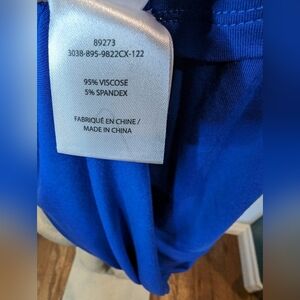 89273
3038-895-9822CX-122
95% VISCOSE
5% SPANDEX
FABRIQUÉ EN CHINE /
MADE IN CHINA